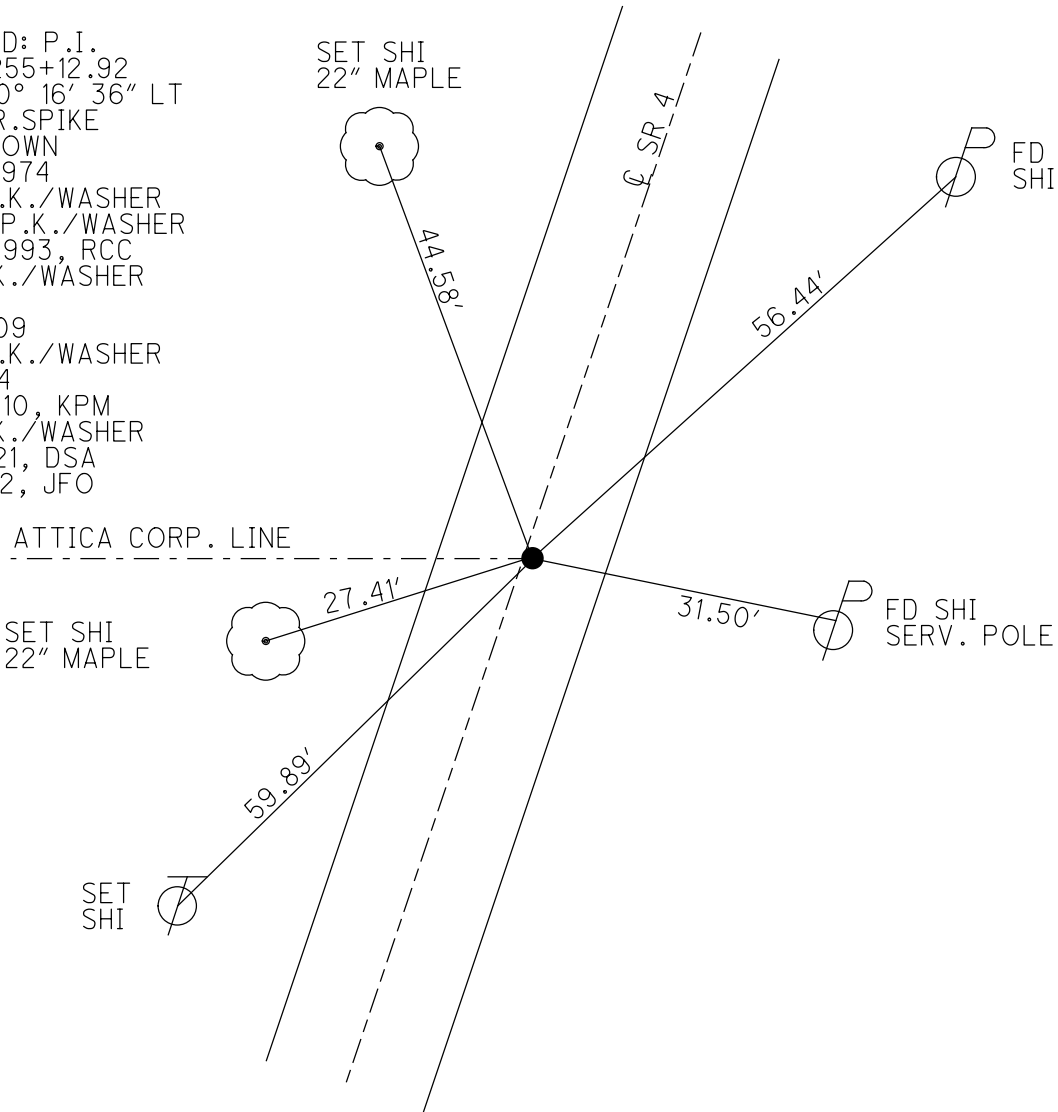 D: P.I.
255+12.92
0° 16′ 36″ LT
R.SPIKE
OWN
974
.K./WASHER
P.K./WASHER
993, RCC
K./WASHER
09
.K./WASHER
4
10, KPM
K./WASHER
21, DSA
2, JFO
SET SHI
22″ MAPLE
℄ SR 4
FD
SHI
44.58′
56.44′
ATTICA CORP. LINE
27.41′
31.50′
SET SHI
22″ MAPLE
FD SHI
SERV. POLE
59.89′
SET
SHI